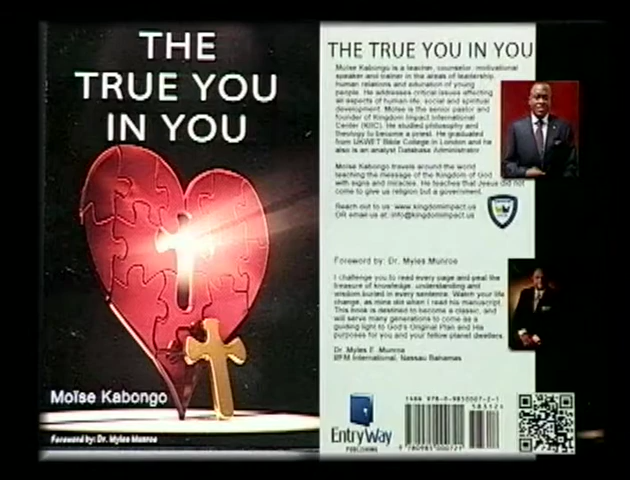 THE
TRUE YOU
IN YOU
Moïse Kabongo
Foreword by: Dr. Myles Munroe
THE TRUE YOU IN YOU
Moïse Kabongo is a teacher, counselor, motivational
speaker and trainer in the areas of leadership,
human relations and education of young
people. He addresses critical issues effecting
all aspects of human life, social and spiritual
development. Moïse is the senior pastor and
founder of Kingdom Impact International
Center (KIIC). He studied philosophy and
theology to become a priest. He graduated
from UKWET Bible College in London and he
also is an analyst Database Administrator
Moïse Kabongo travels around the world
teaching the message of the Kingdom of God
with signs and miracles. He teaches that Jesus did not
come to give us religion but a government.
Reach out to us: www.kingdomimpact.us
OR email us at: info@kingdomimpact.us
Foreword by: Dr. Myles Munroe
I challenge you to read every page and peal the
treasure of knowledge, understanding and
wisdom buried in every sentence. Watch your life
change, as mine did when I read his manuscript.
This book is destined to become a classic, and
will serve many generations to come as a
guiding light to God's Original Plan and His
purposes for you and your fellow planet dwellers.
Dr. Myles E. Munroe
BFM International, Nassau Bahamas
EntryWay
PUBLISHING